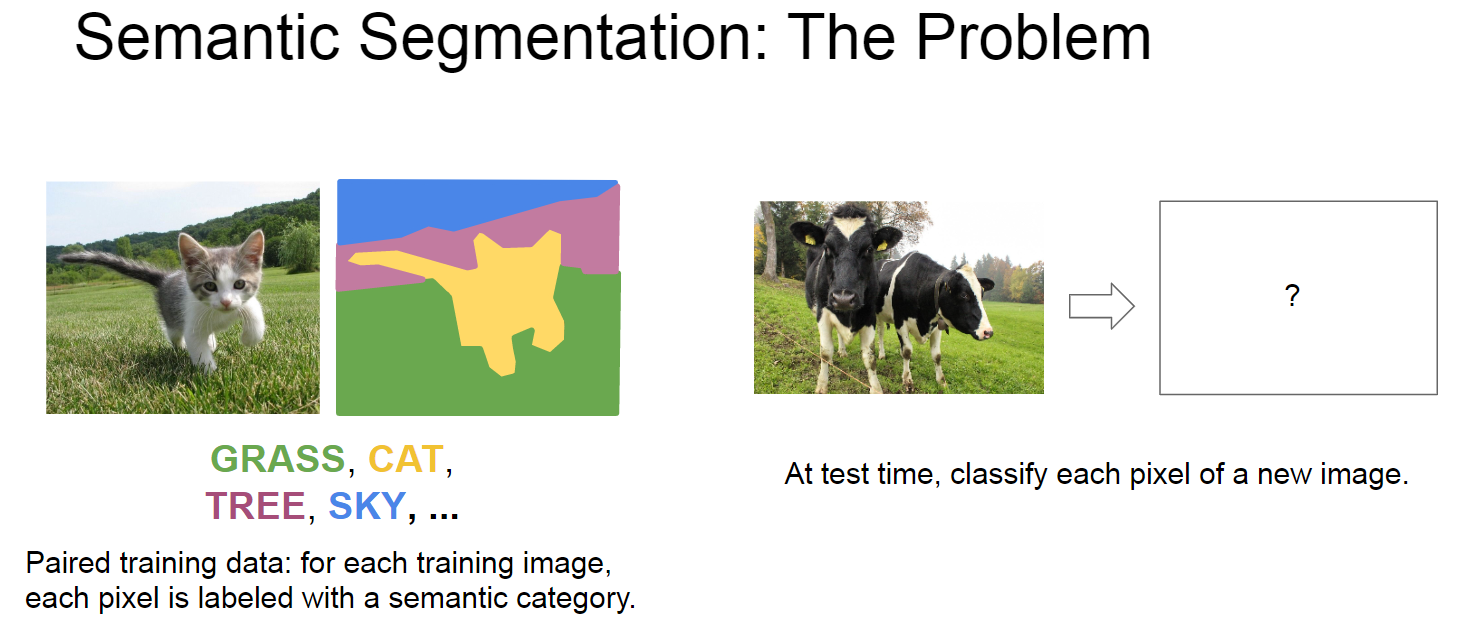 Semantic Segmentation: The Problem
GRASS, CAT,
TREE, SKY, ...
Paired training data: for each training image,
each pixel is labeled with a semantic category.
?
At test time, classify each pixel of a new image.